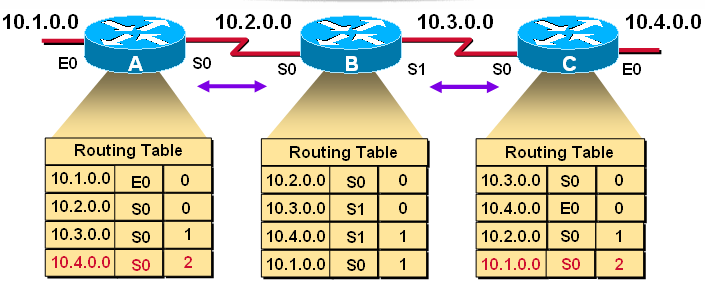 10.1.0.0 10.2.0.0 10.3.0.0 10.4.0.0
E0 A S0 S0 B S1 S0 C E0
Routing Table
10.1.0.0 E0 0
10.2.0.0 S0 0
10.3.0.0 S0 1
10.4.0.0 S0 2
Routing Table
10.2.0.0 S0 0
10.3.0.0 S1 0
10.4.0.0 S1 1
10.1.0.0 S0 1
Routing Table
10.3.0.0 S0 0
10.4.0.0 E0 0
10.2.0.0 S0 1
10.1.0.0 S0 2